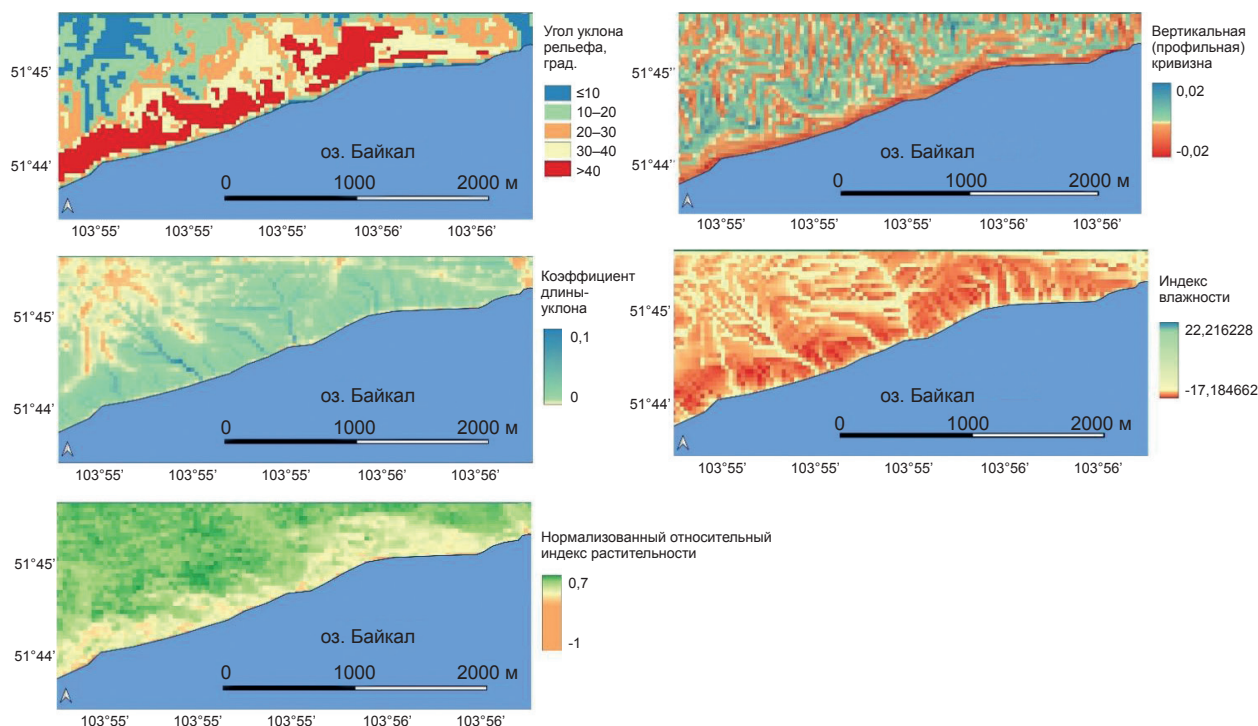 Угол уклона
рельефа,
град.
≤10
10–20
20–30
30–40
>40
51°45'
51°44'
оз. Байкал
0 1000 2000 м
103°55' 103°55' 103°55' 103°56' 103°56'
Вертикальная
(профильная)
кривизна
0,02
-0,02
51°45''
51°44''
оз. Байкал
0 1000 2000 м
103°55' 103°55' 103°55' 103°56' 103°56'
Коэффициент
длины-
уклона
0,1
0
51°45'
51°44'
оз. Байкал
0 1000 2000 м
103°55' 103°55' 103°55' 103°56' 103°56'
Индекс
влажности
22,216228
-17,184662
51°45'
51°44'
оз. Байкал
0 1000 2000 м
103°55' 103°55' 103°55' 103°56' 103°56'
Нормализованный относительный
индекс растительности
0,7
-1
51°45'
51°44'
оз. Байкал
0 1000 2000 м
103°55' 103°55' 103°55' 103°56' 103°56'